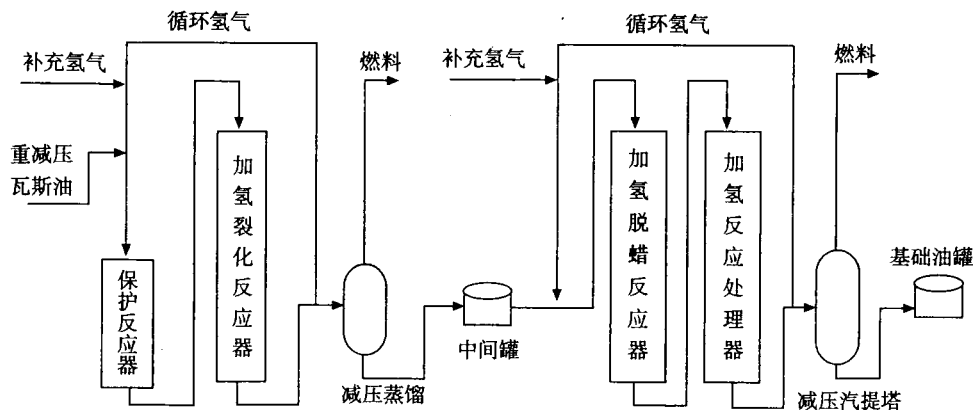 循环氢气
循环氢气
补充氢气
燃料
补充氢气
燃料
重减压
瓦斯油
保护反应器
加氢裂化反应器
加氢脱蜡反应器
加氢反应处理器
基础油罐
中间罐
减压蒸馏
减压汽提塔